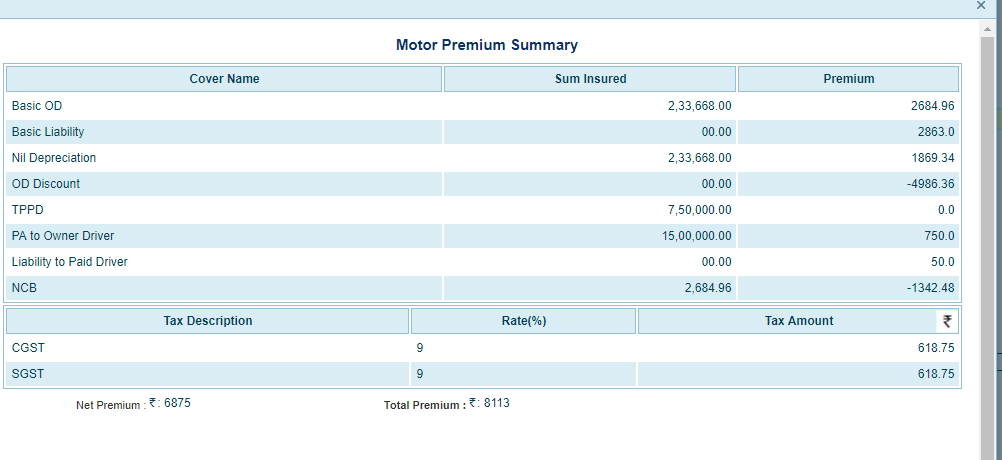 Motor Premium Summary
Cover Name Sum Insured Premium
Basic OD 2,33,668.00 2684.96
Basic Liability 00.00 2863.0
Nil Depreciation 2,33,668.00 1869.34
OD Discount 00.00 -4986.36
TPPD 7,50,000.00 0.0
PA to Owner Driver 15,00,000.00 750.0
Liability to Paid Driver 00.00 50.0
NCB 2,684.96 -1342.48
Tax Description Rate(%) Tax Amount ₹
CGST 9 618.75
SGST 9 618.75
Net Premium : ₹ : 6875 Total Premium : ₹ : 8113